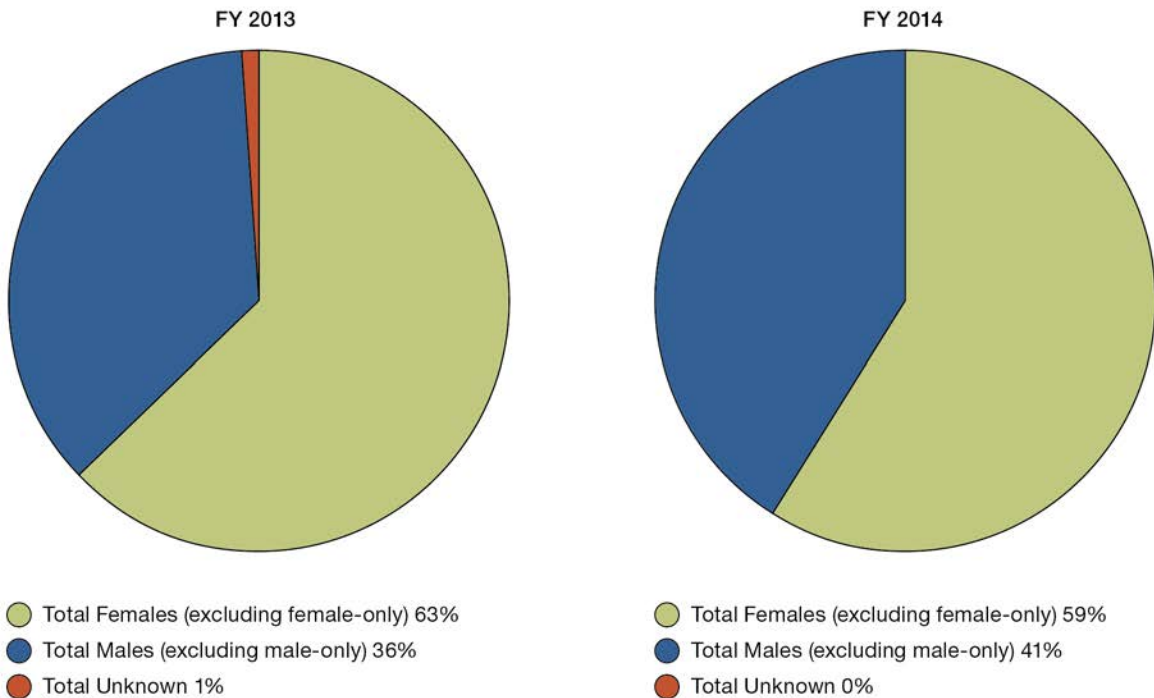 FY 2013
Total Females (excluding female-only) 63%
Total Males (excluding male-only) 36%
Total Unknown 1%
FY 2014
Total Females (excluding female-only) 59%
Total Males (excluding male-only) 41%
Total Unknown 0%